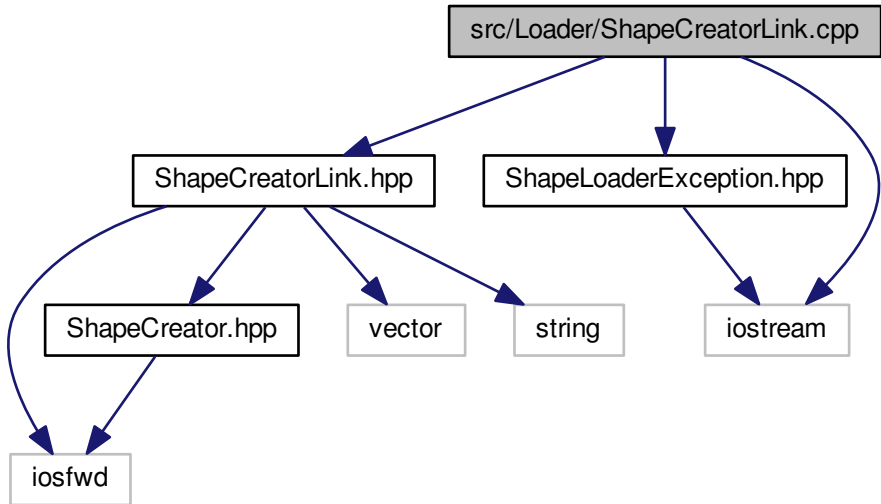 src/Loader/ShapeCreatorLink.cpp
ShapeCreatorLink.hpp
ShapeLoaderException.hpp
ShapeCreator.hpp
vector
string
iostream
iosfwd